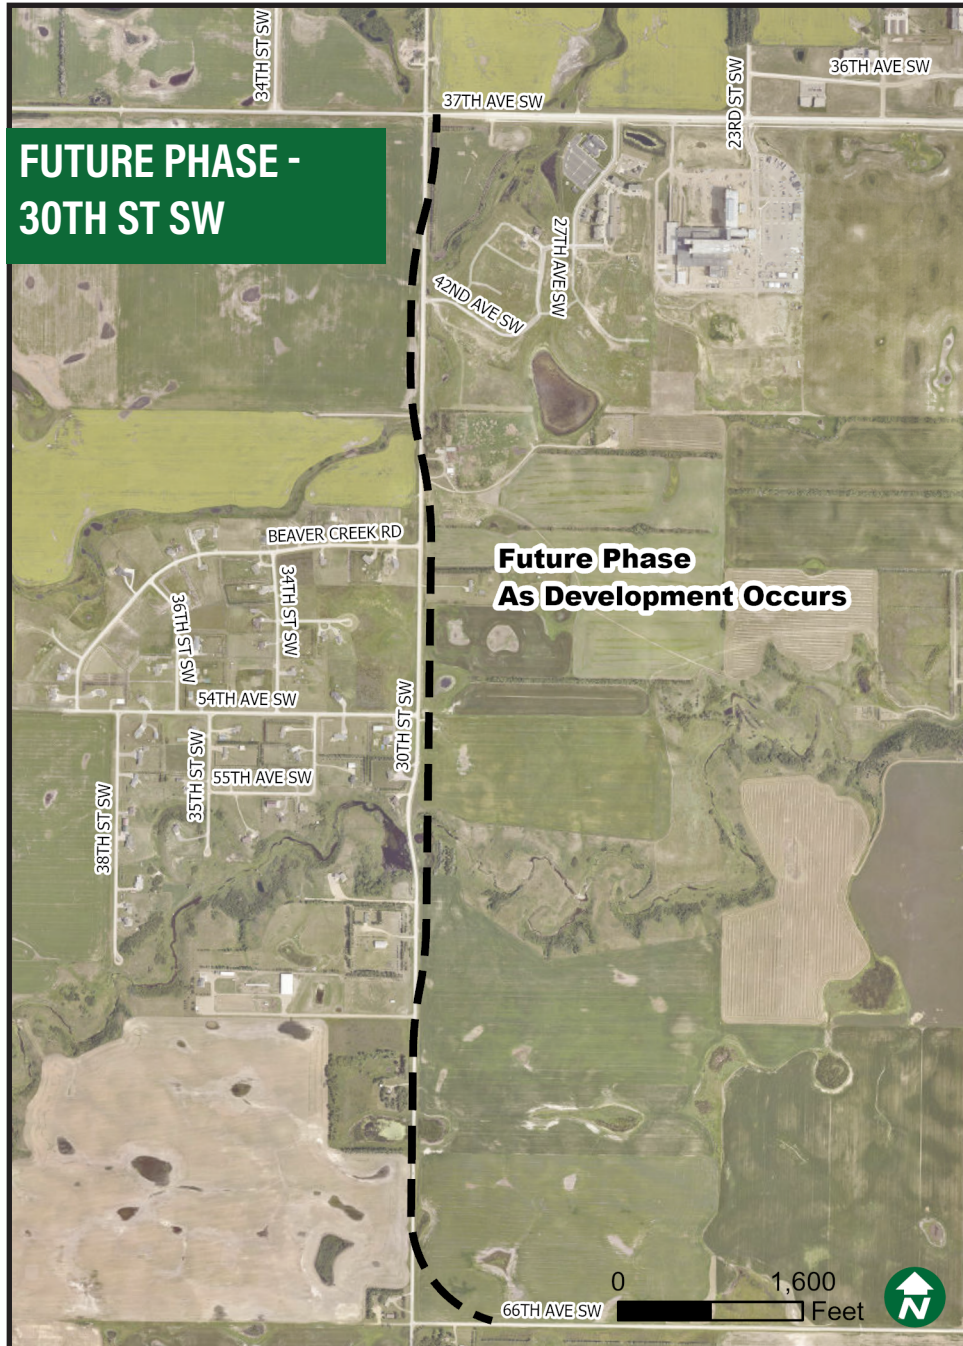 34TH ST SW
37TH AVE SW
23RD ST SW
36TH AVE SW
FUTURE PHASE -
30TH ST SW
27TH AVE SW
42ND AVE SW
BEAVER CREEK RD
36TH ST SW
34TH ST SW
Future Phase
As Development Occurs
54TH AVE SW
30TH ST SW
35TH ST SW
55TH AVE SW
38TH ST SW
0 1,600
Feet
66TH AVE SW
N